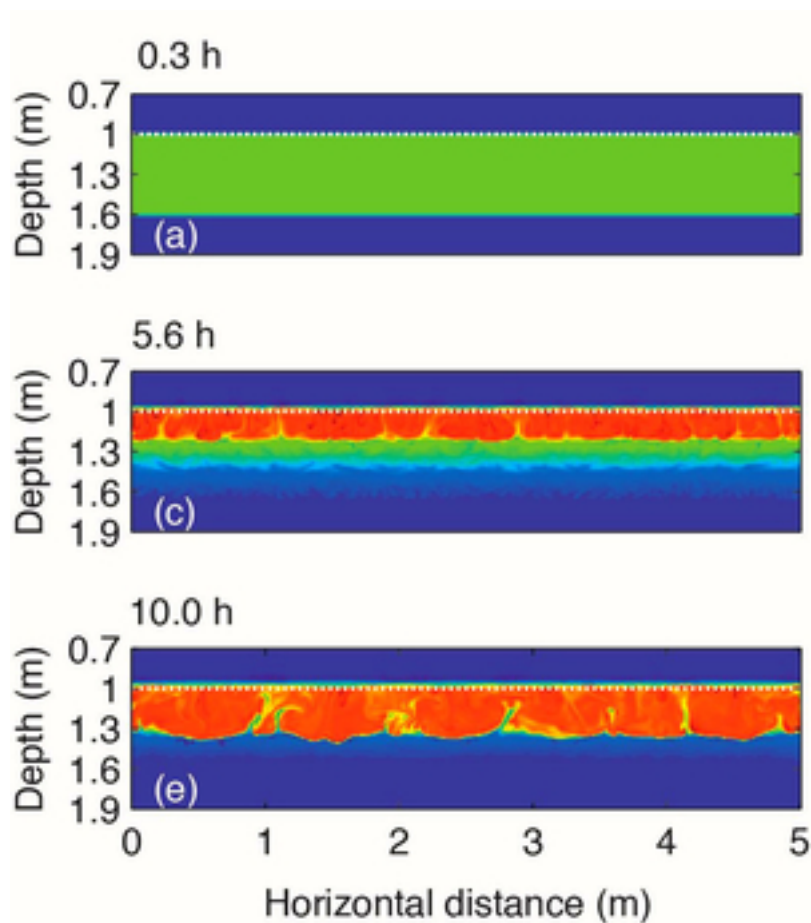 0.3 h
Depth (m)
0.7
1
1.3
1.6
1.9
(a)
5.6 h
Depth (m)
0.7
1
1.3
1.6
1.9
(c)
10.0 h
Depth (m)
0.7
1
1.3
1.6
1.9
(e)
0 1 2 3 4 5
Horizontal distance (m)